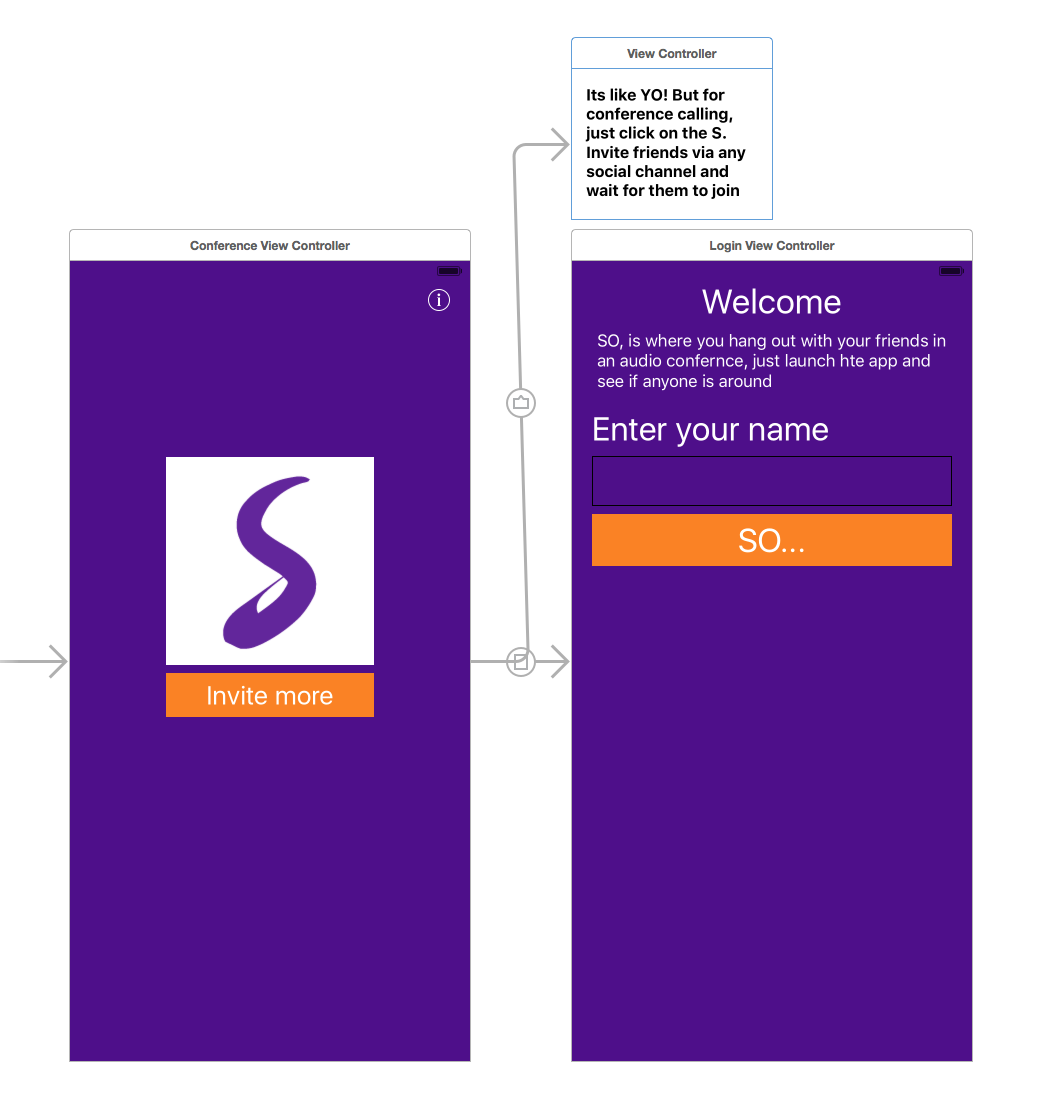 View Controller
Its like YO! But for
conference calling,
just click on the S.
Invite friends via any
social channel and
wait for them to join
Conference View Controller
i
S
Invite more
Login View Controller
Welcome
SO, is where you hang out with your friends in
an audio confernce, just launch hte app and
see if anyone is around
Enter your name
SO...